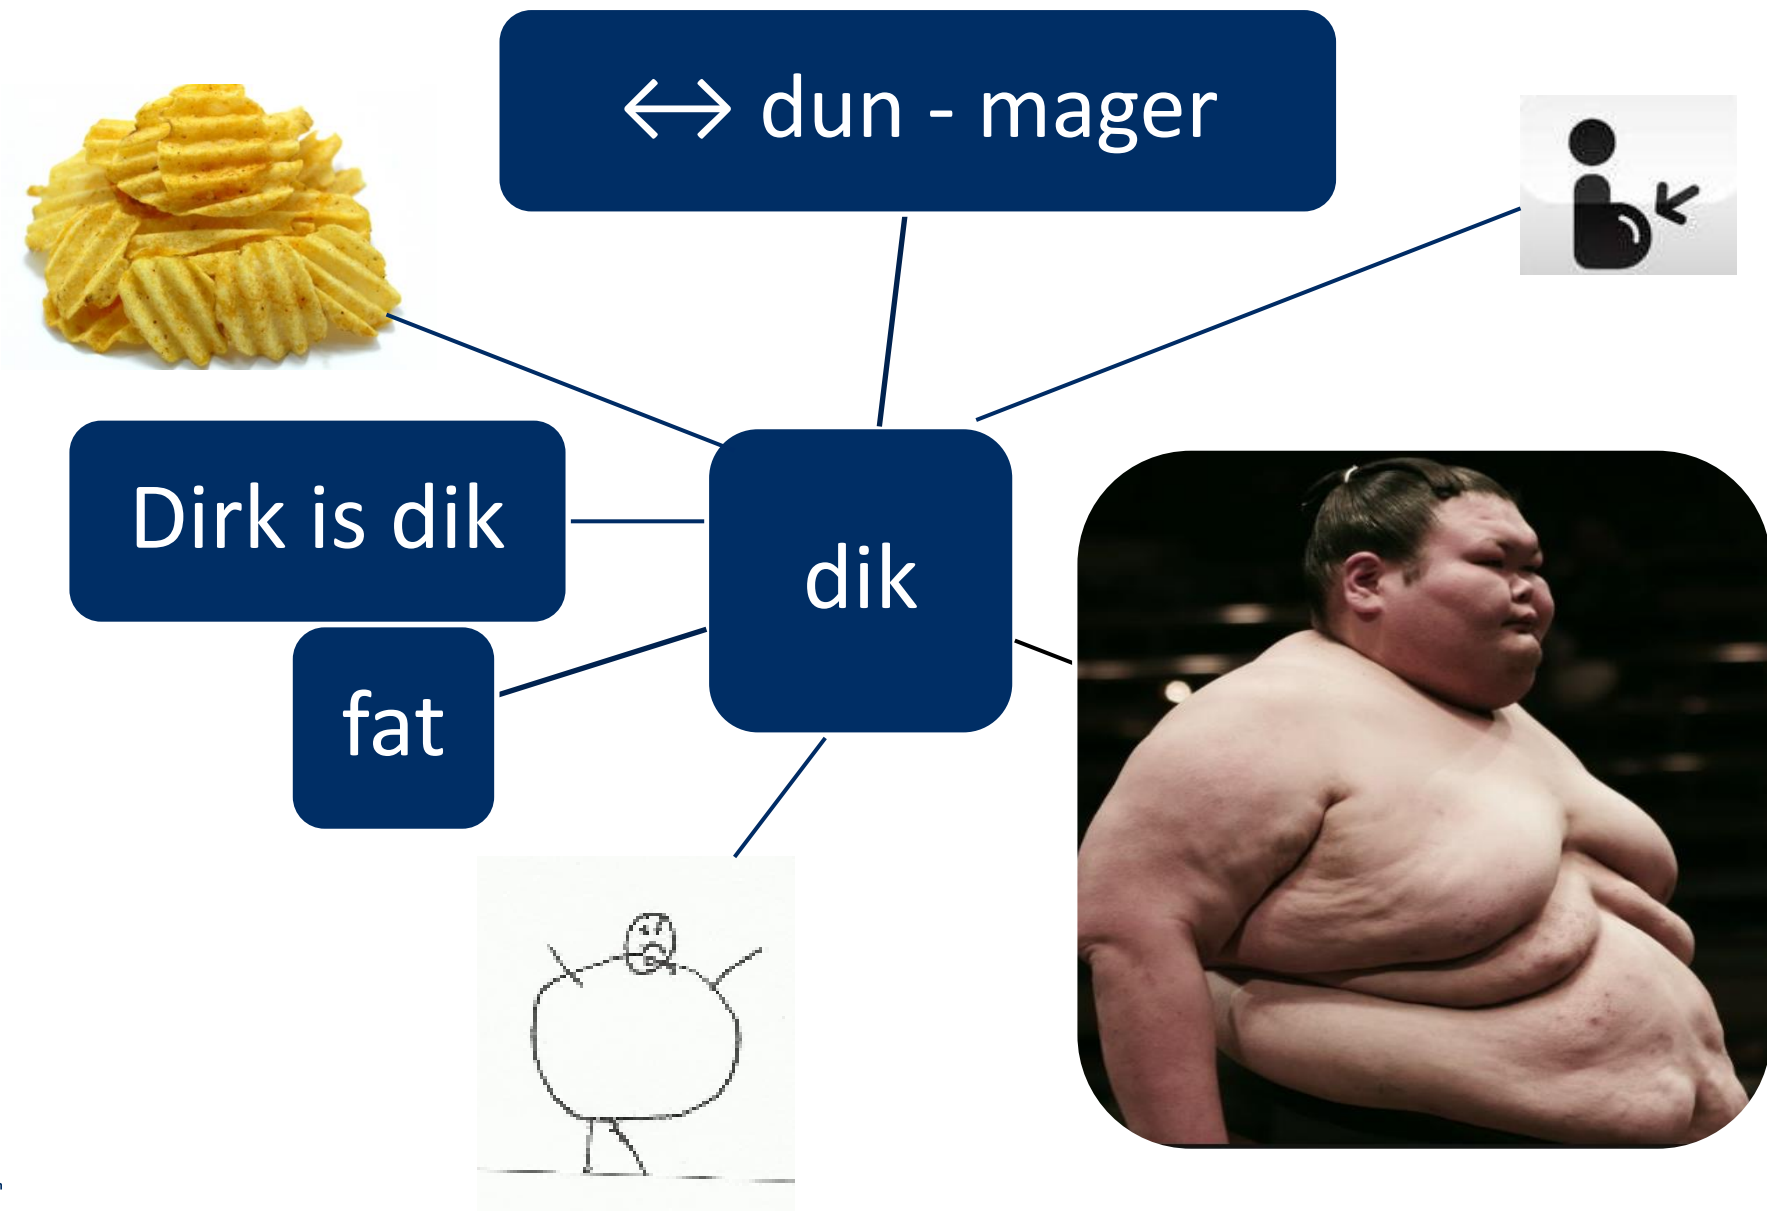 ↔ dun - mager
Dirk is dik
dik
fat